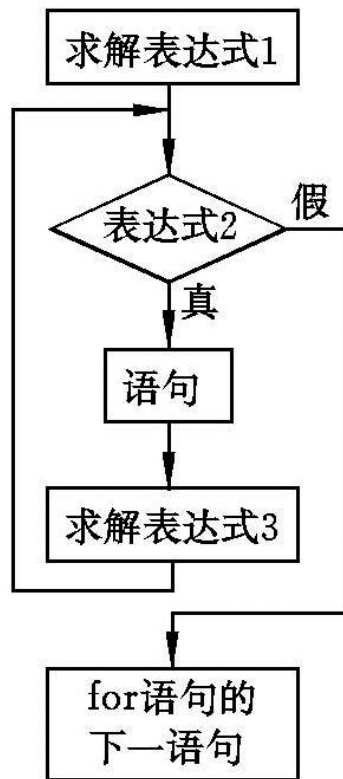 求解表达式1
表达式2
假
真
语句
求解表达式3
for语句的
下一语句